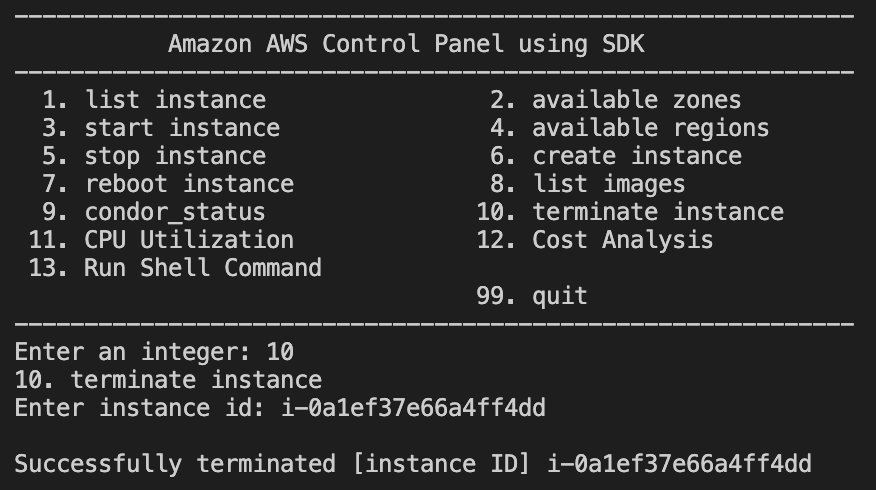 ------------------------------------------------------------
Amazon AWS Control Panel using SDK
------------------------------------------------------------
1. list instance 2. available zones
3. start instance 4. available regions
5. stop instance 6. create instance
7. reboot instance 8. list images
9. condor_status 10. terminate instance
11. CPU Utilization 12. Cost Analysis
13. Run Shell Command
99. quit
------------------------------------------------------------
Enter an integer: 10
10. terminate instance
Enter instance id: i-0a1ef37e66a4ff4dd
Successfully terminated [instance ID] i-0a1ef37e66a4ff4dd